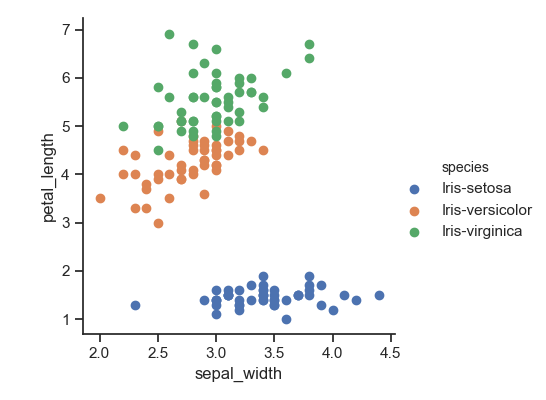 7
6
5
4
3
2
1
petal_length
2.0 2.5 3.0 3.5 4.0 4.5
sepal_width
species
Iris-setosa
Iris-versicolor
Iris-virginica